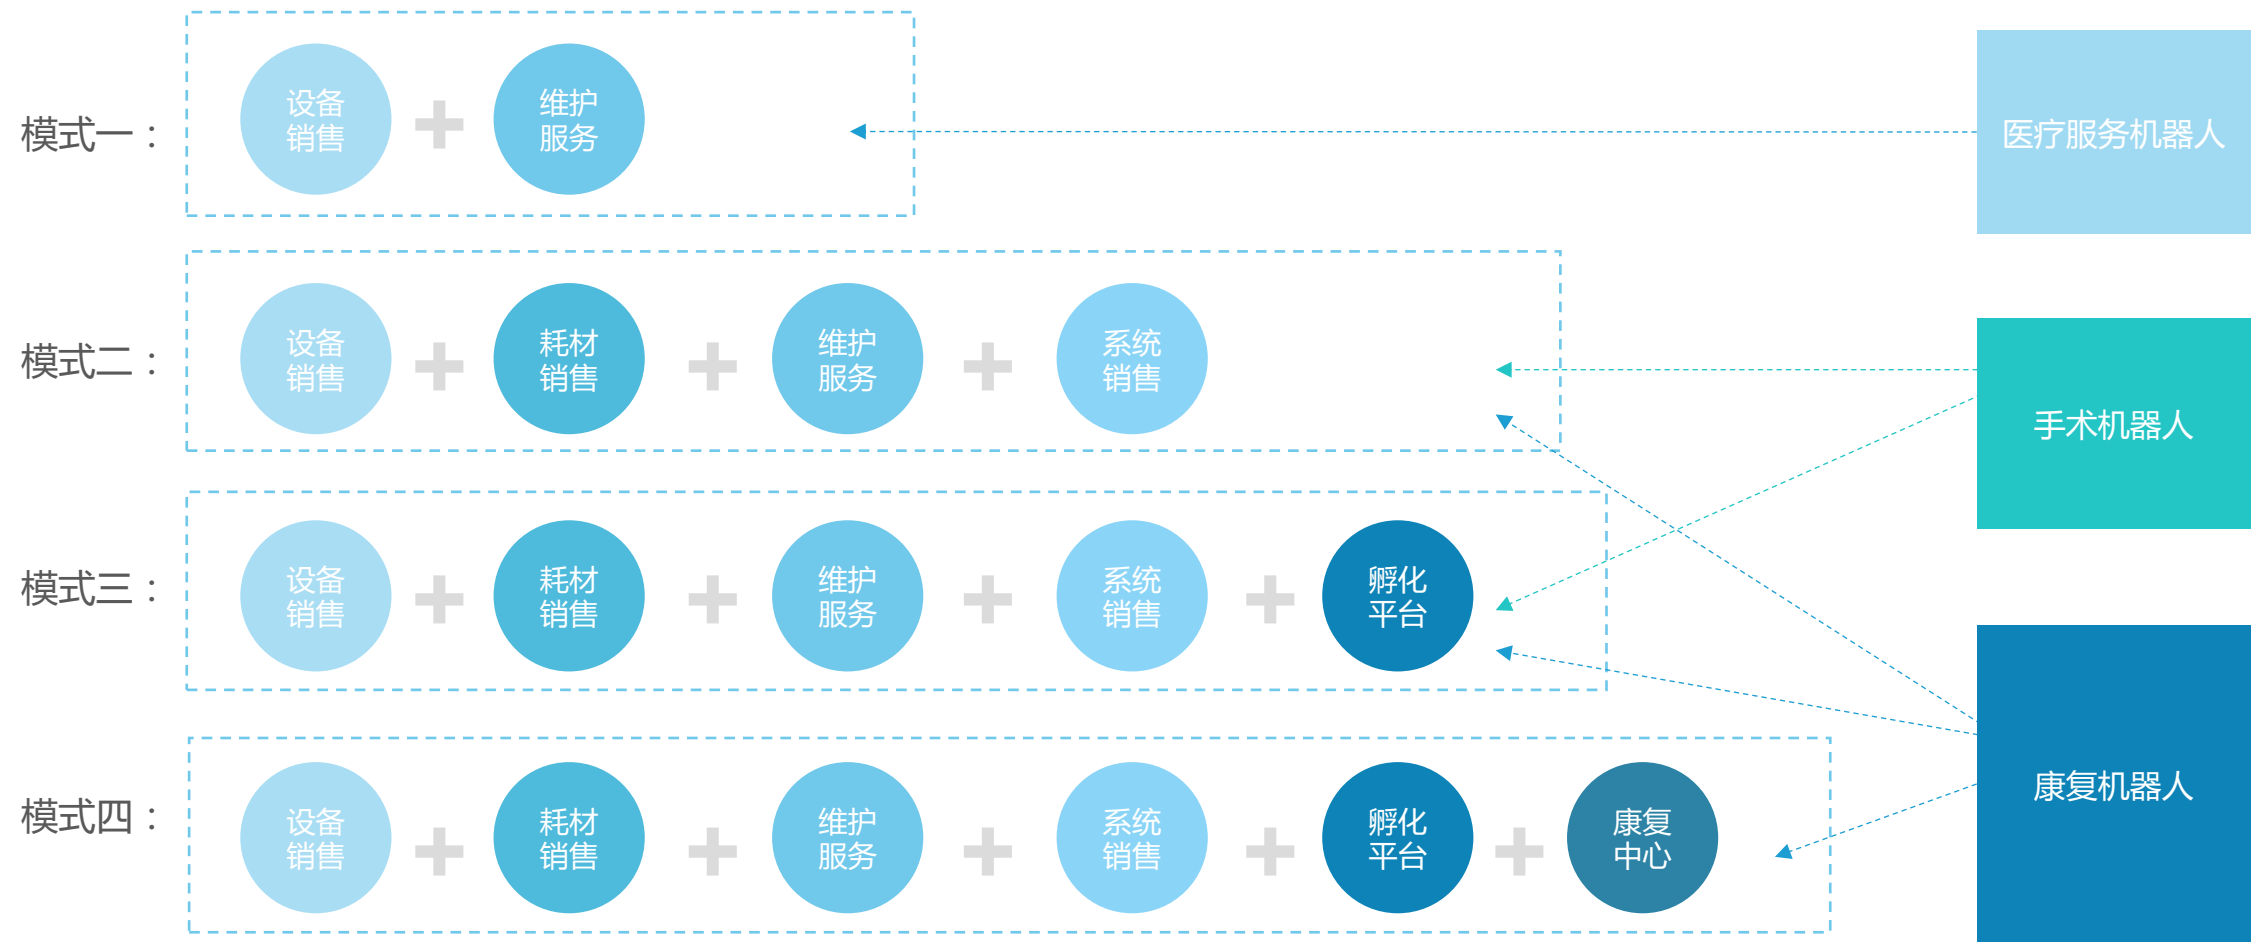 模式一：
设备
销售
维护
服务
医疗服务机器人
模式二：
设备
销售
耗材
销售
维护
服务
系统
销售
手术机器人
模式三：
设备
销售
耗材
销售
维护
服务
系统
销售
孵化
平台
康复机器人
模式四：
设备
销售
耗材
销售
维护
服务
系统
销售
孵化
平台
康复
中心